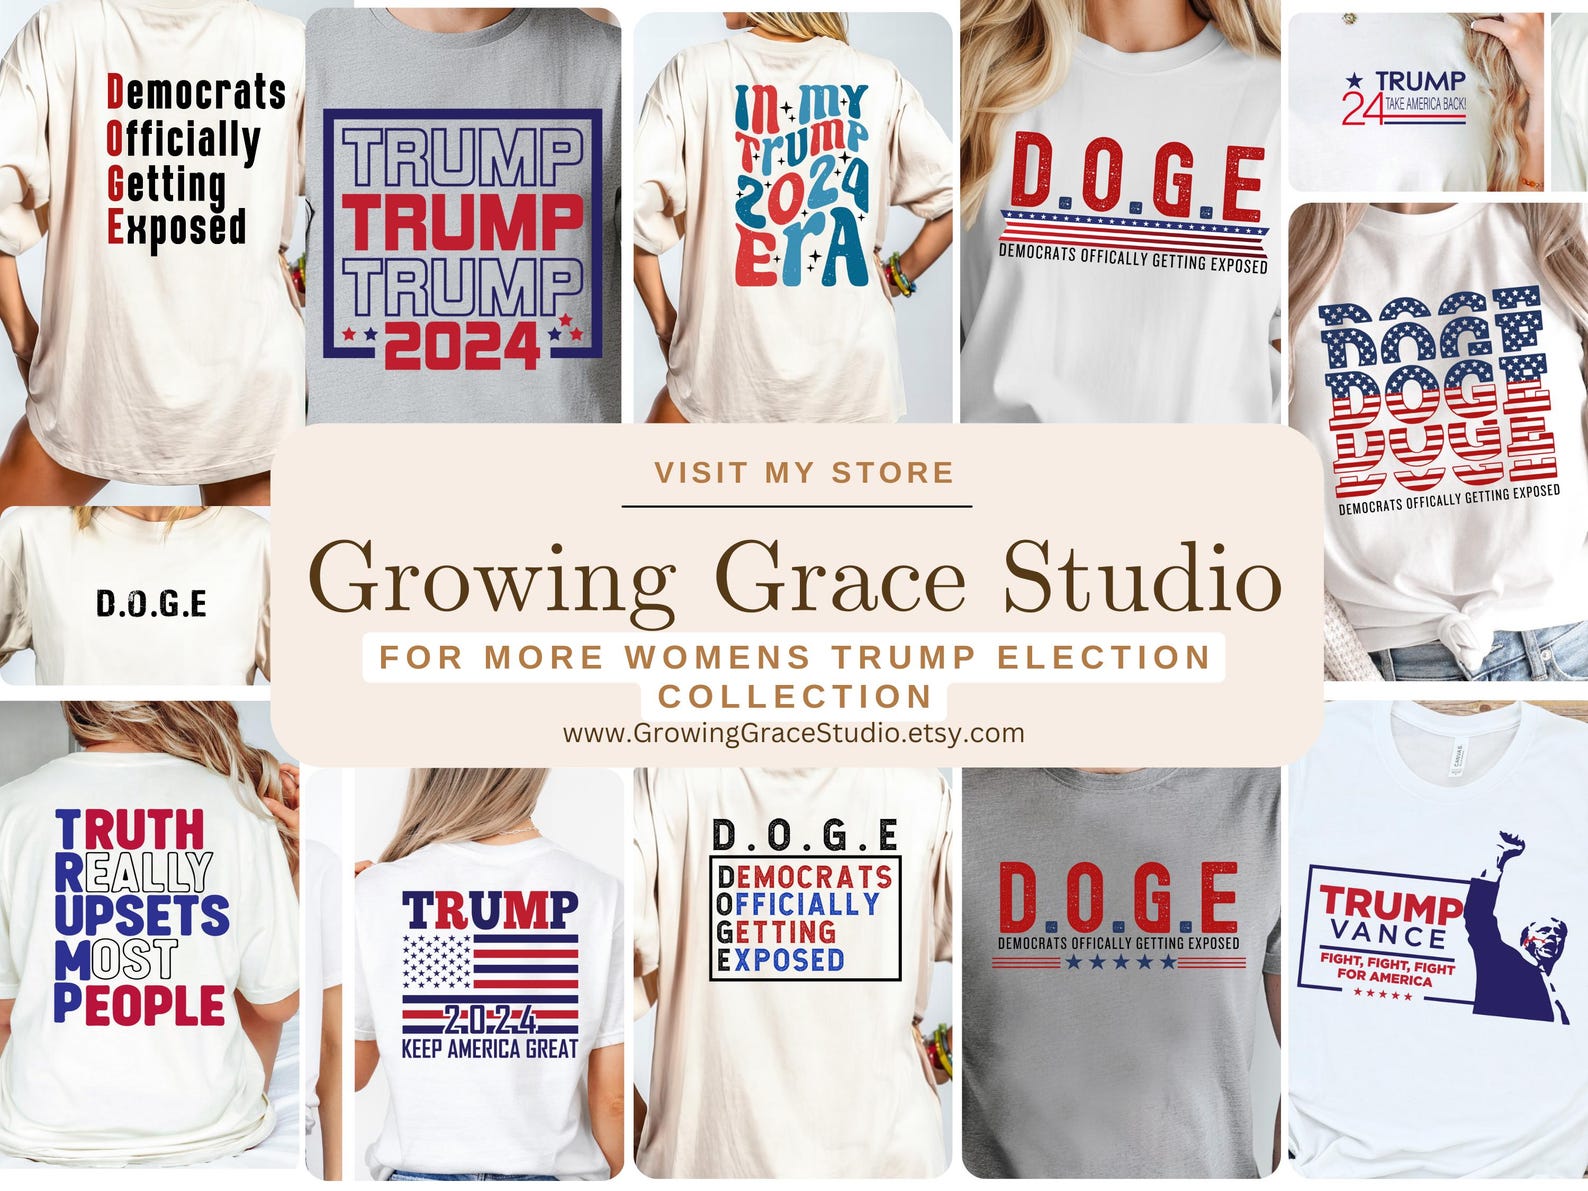 Democrats
Officially
Getting
Exposed
TRUMP
TRUMP
TRUMP
2024
In my
Trump
2024
Era
D.O.G.E
DEMOCRATS OFFICALLY GETTING EXPOSED
TRUMP
24 TAKE AMERICA BACK!
DOGE
DOGE
DOGE
DOGE
DOGE
DEMOCRATS OFFICALLY GETTING EXPOSED
D.O.G.E
VISIT MY STORE
Growing Grace Studio
FOR MORE WOMENS TRUMP ELECTION
COLLECTION
www.GrowingGraceStudio.etsy.com
TRUTH
REALLY
UPSETS
MOST
PEOPLE
TRUMP
2024
KEEP AMERICA GREAT
D.O.G.E
DEMOCRATS
OFFICIALLY
GETTING
EXPOSED
D.O.G.E
DEMOCRATS OFFICALLY GETTING EXPOSED
CANVAS
TRUMP
VANCE
FIGHT, FIGHT, FIGHT
FOR AMERICA